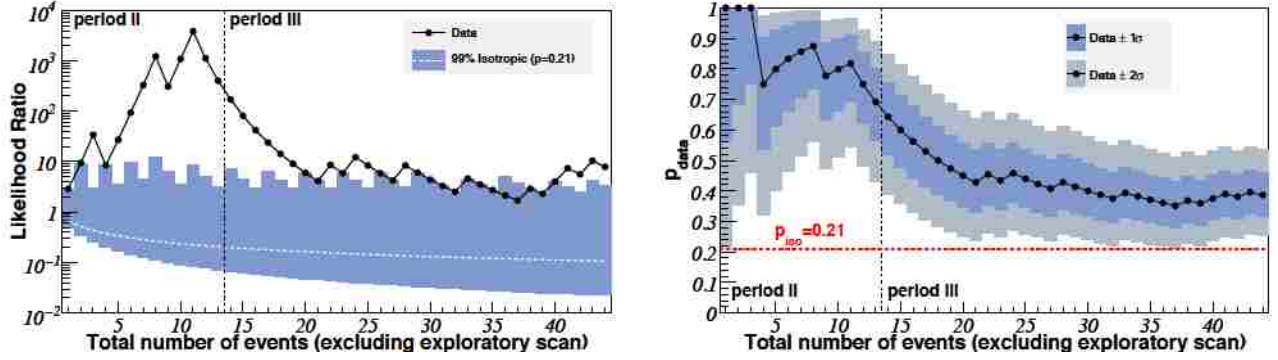 period II
period III
Data
99% Isotropic (p=0.21)
Likelihood Ratio
10⁴
10³
10²
10
1
10⁻¹
10⁻²
5
10
15
20
25
30
35
40
Total number of events (excluding exploratory scan)
Data ± 1σ
Data ± 2σ
p_data
1
0.9
0.8
0.7
0.6
0.5
0.4
0.3
0.2
0.1
0
p_iso=0.21
period II
period III
5
10
15
20
25
30
35
40
Total number of events (excluding exploratory scan)